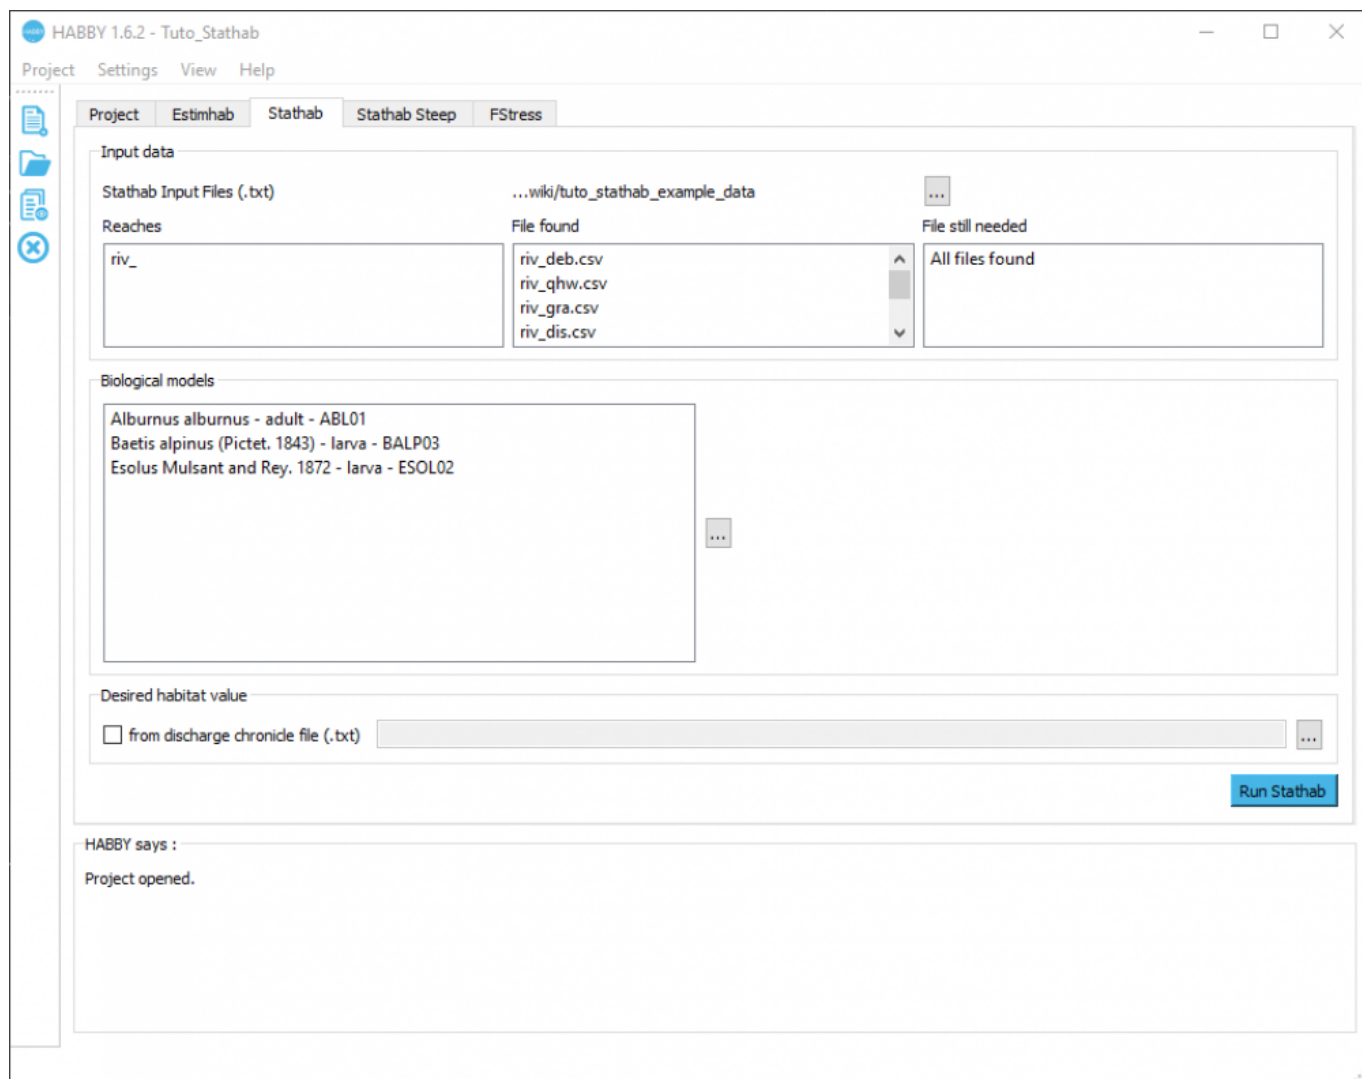 HABBY 1.6.2 - Tuto_Stathab
Project Settings View Help
Project Estimhab Stathab Stathab Steep FStress
Input data
Stathab Input Files (.txt) ...wiki/tuto_stathab_example_data ...
Reaches File found File still needed
riv_ riv_deb.csv All files found
riv_qhw.csv
riv_gra.csv
riv_dis.csv
Biological models
Alburnus alburnus - adult - ABL01
Baetis alpinus (Pictet. 1843) - larva - BALP03
Esolus Mulsant and Rey. 1872 - larva - ESOL02
...
Desired habitat value
from discharge chronicle file (.txt) ...
Run Stathab
HABBY says :
Project opened.